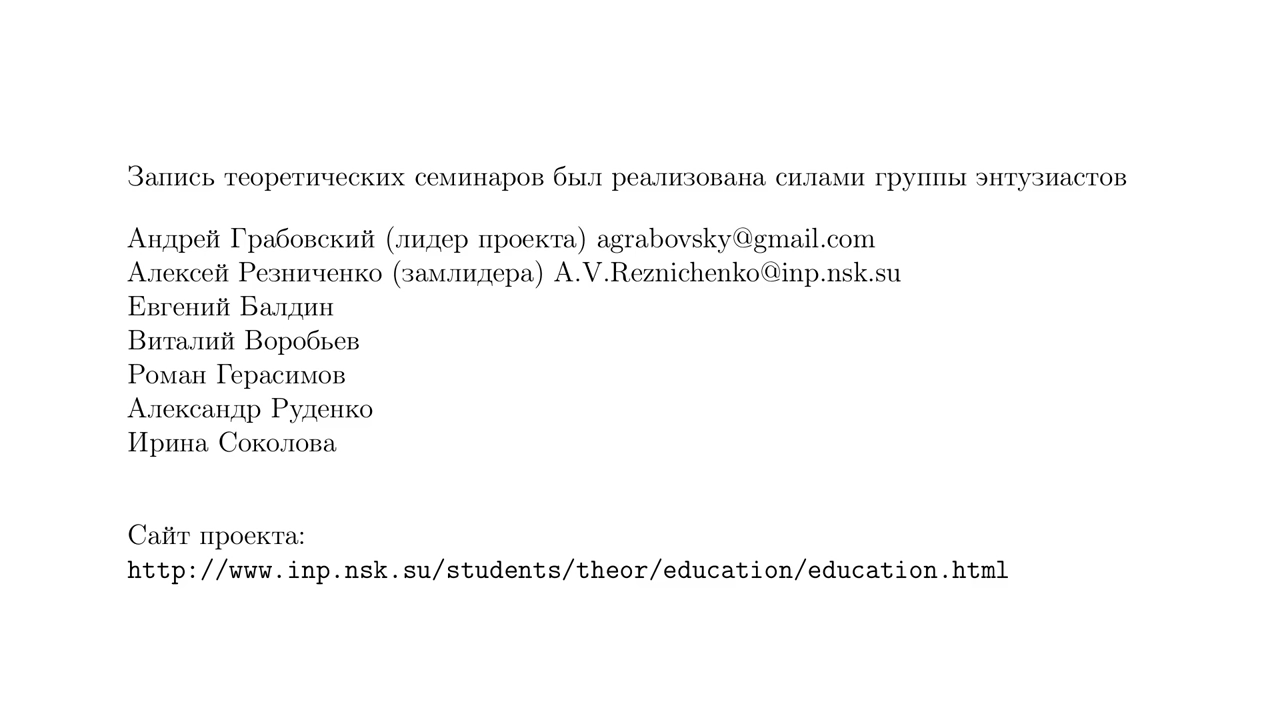 Запись теоретических семинаров был реализована силами группы энтузиастов
Андрей Грабовский (лидер проекта) agrabovsky@gmail.com
Алексей Резниченко (замлидера) A.V.Reznichenko@inp.nsk.su
Евгений Балдин
Виталий Воробьев
Роман Герасимов
Александр Руденко
Ирина Соколова
Сайт проекта:
http://www.inp.nsk.su/students/theor/education/education.html